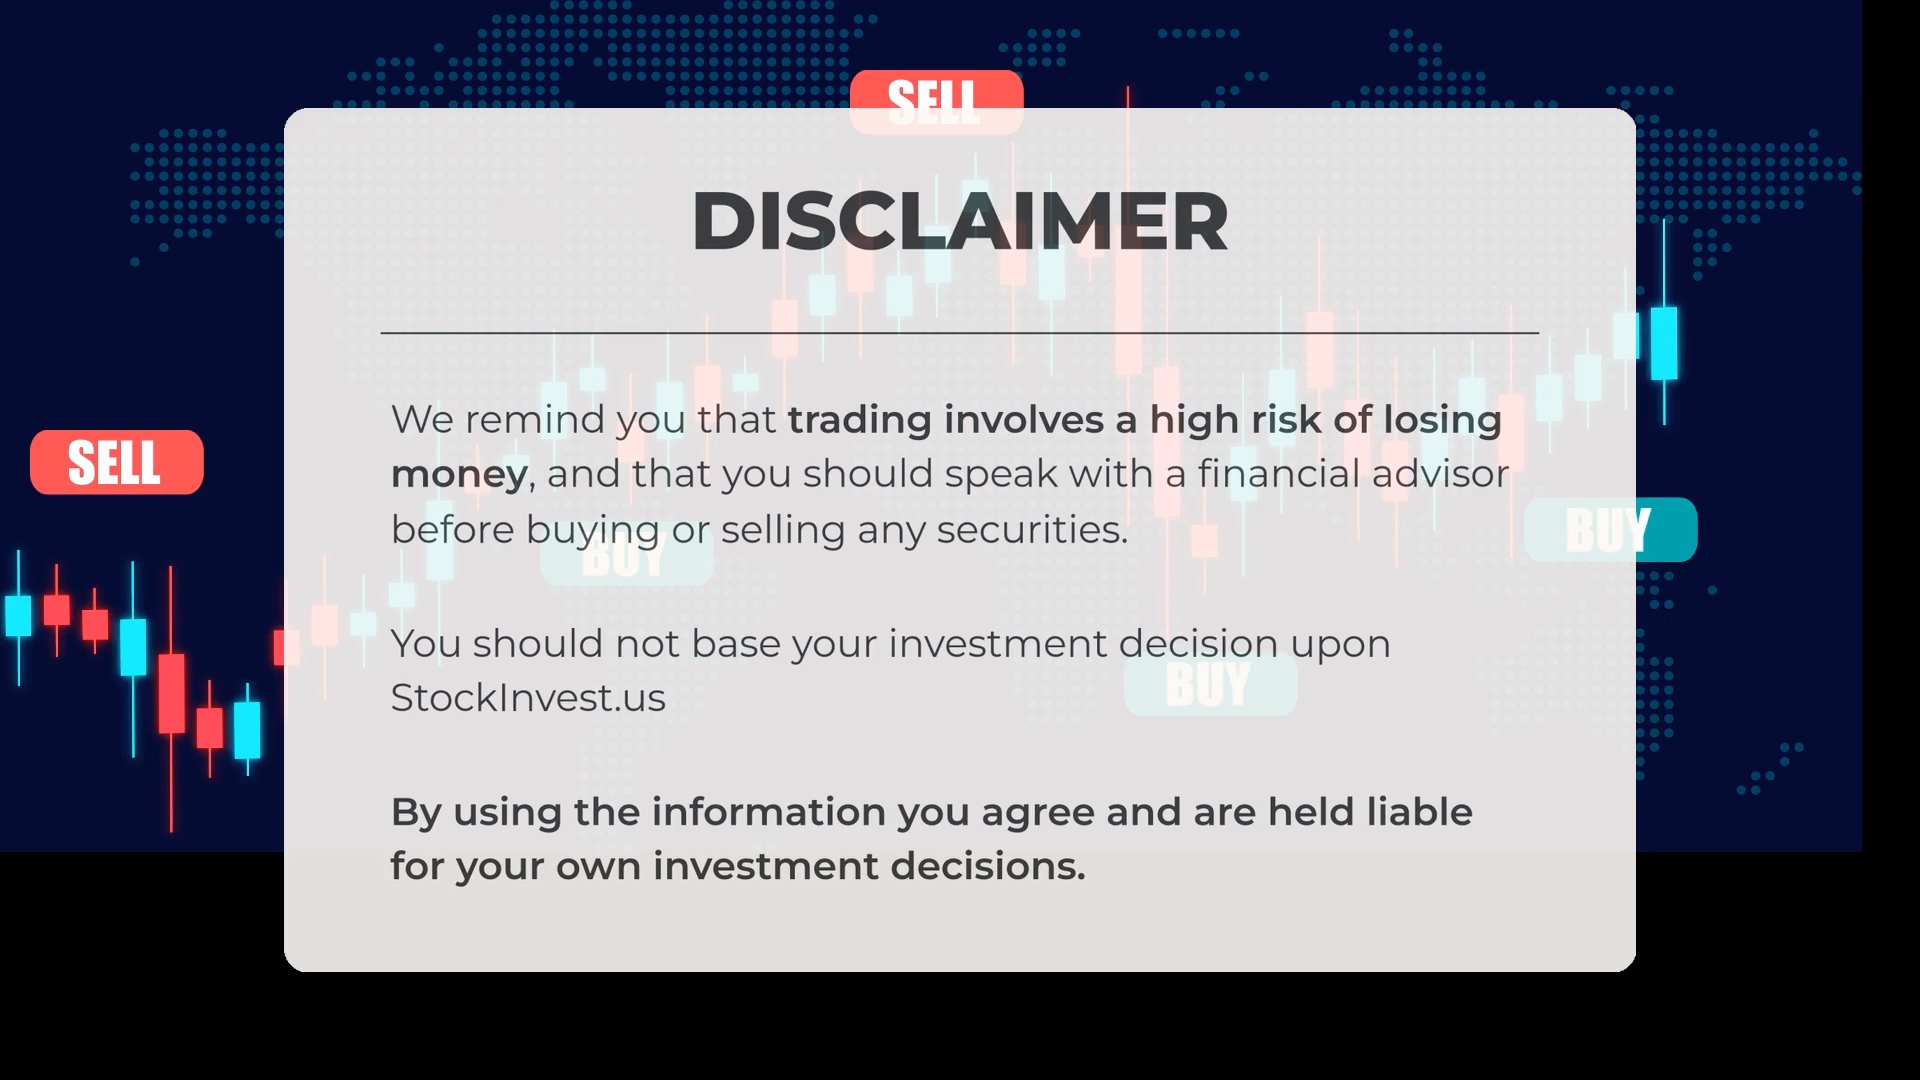 SELL
DISCLAIMER
We remind you that trading involves a high risk of losing
money, and that you should speak with a financial advisor
before buying or selling any securities.
SELL
BUY
BUY
You should not base your investment decision upon
StockInvest.us
BUY
By using the information you agree and are held liable
for your own investment decisions.